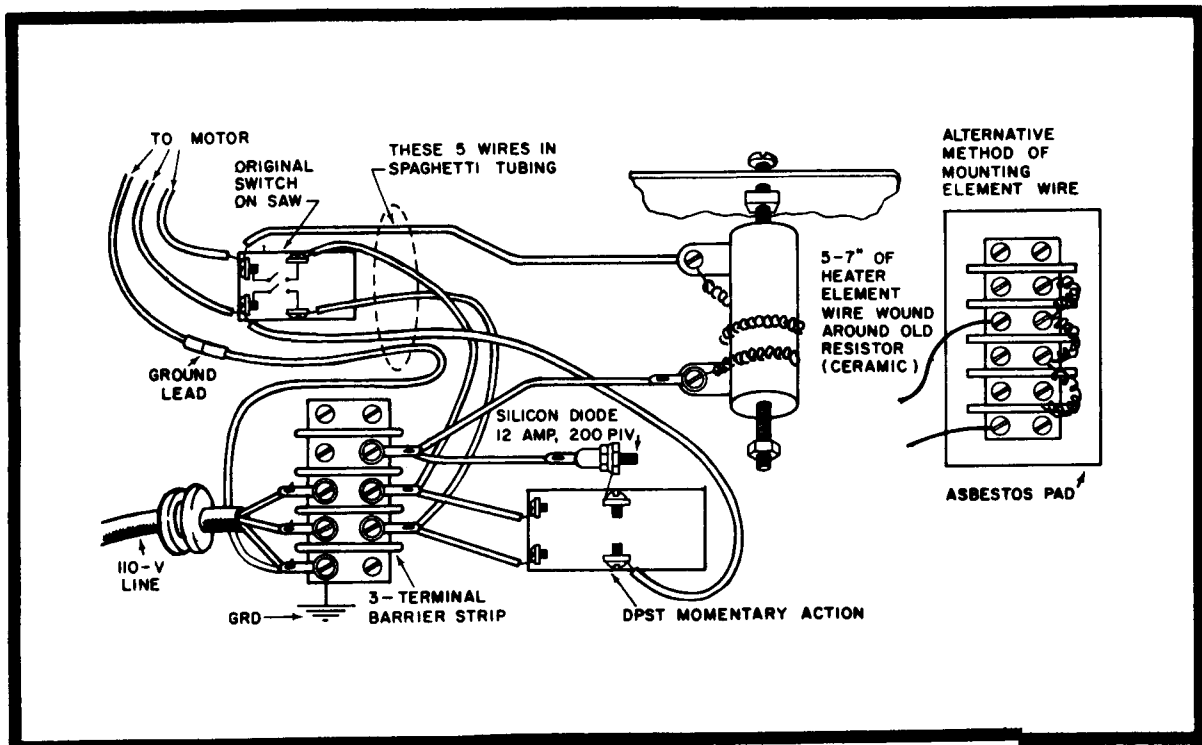 TO MOTOR
ORIGINAL
SWITCH
ON SAW
THESE 5 WIRES IN
SPAGHETTI TUBING
ALTERNATIVE
METHOD OF
MOUNTING
ELEMENT WIRE
5-7" OF
HEATER
ELEMENT
WIRE WOUND
AROUND OLD
RESISTOR
(CERAMIC)
GROUND
LEAD
SILICON DIODE
12 AMP, 200 PIV
ASBESTOS PAD
110-V
LINE
GRD
3-TERMINAL
BARRIER STRIP
DPST MOMENTARY ACTION